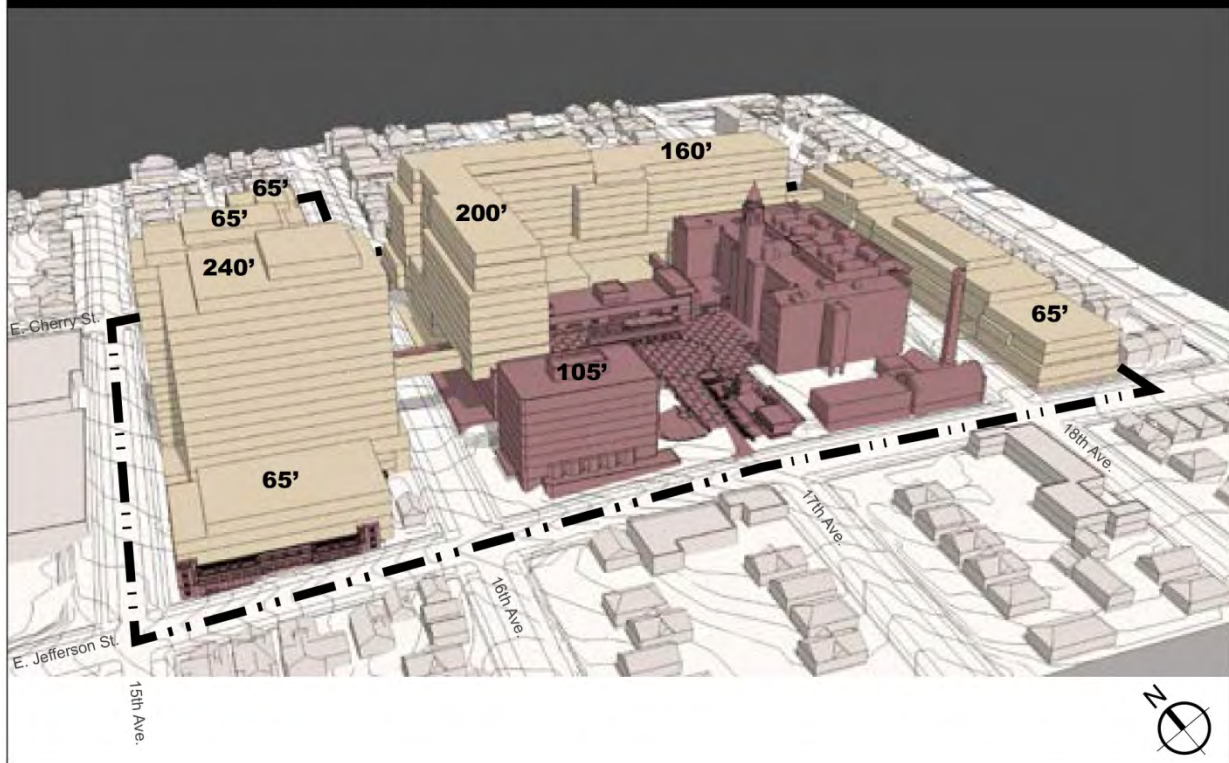 160'
65'
65'
200'
240'
65'
E. Cherry St.
105'
65'
18th Ave.
17th Ave.
16th Ave.
E. Jefferson St.
15th Ave.
N